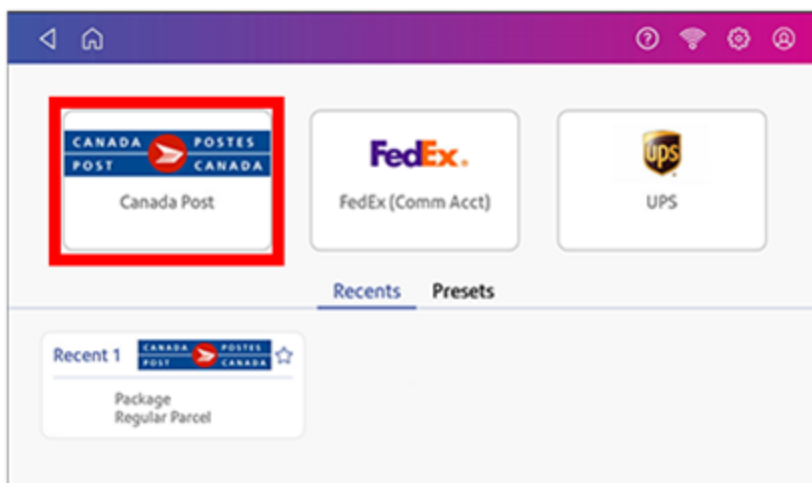 CANADA POSTES
POST CANADA
Canada Post
FedEx.
FedEx (Comm Acct)
ups
UPS
Recents Presets
Recent 1
CANADA POSTES
POST CANADA
Package
Regular Parcel